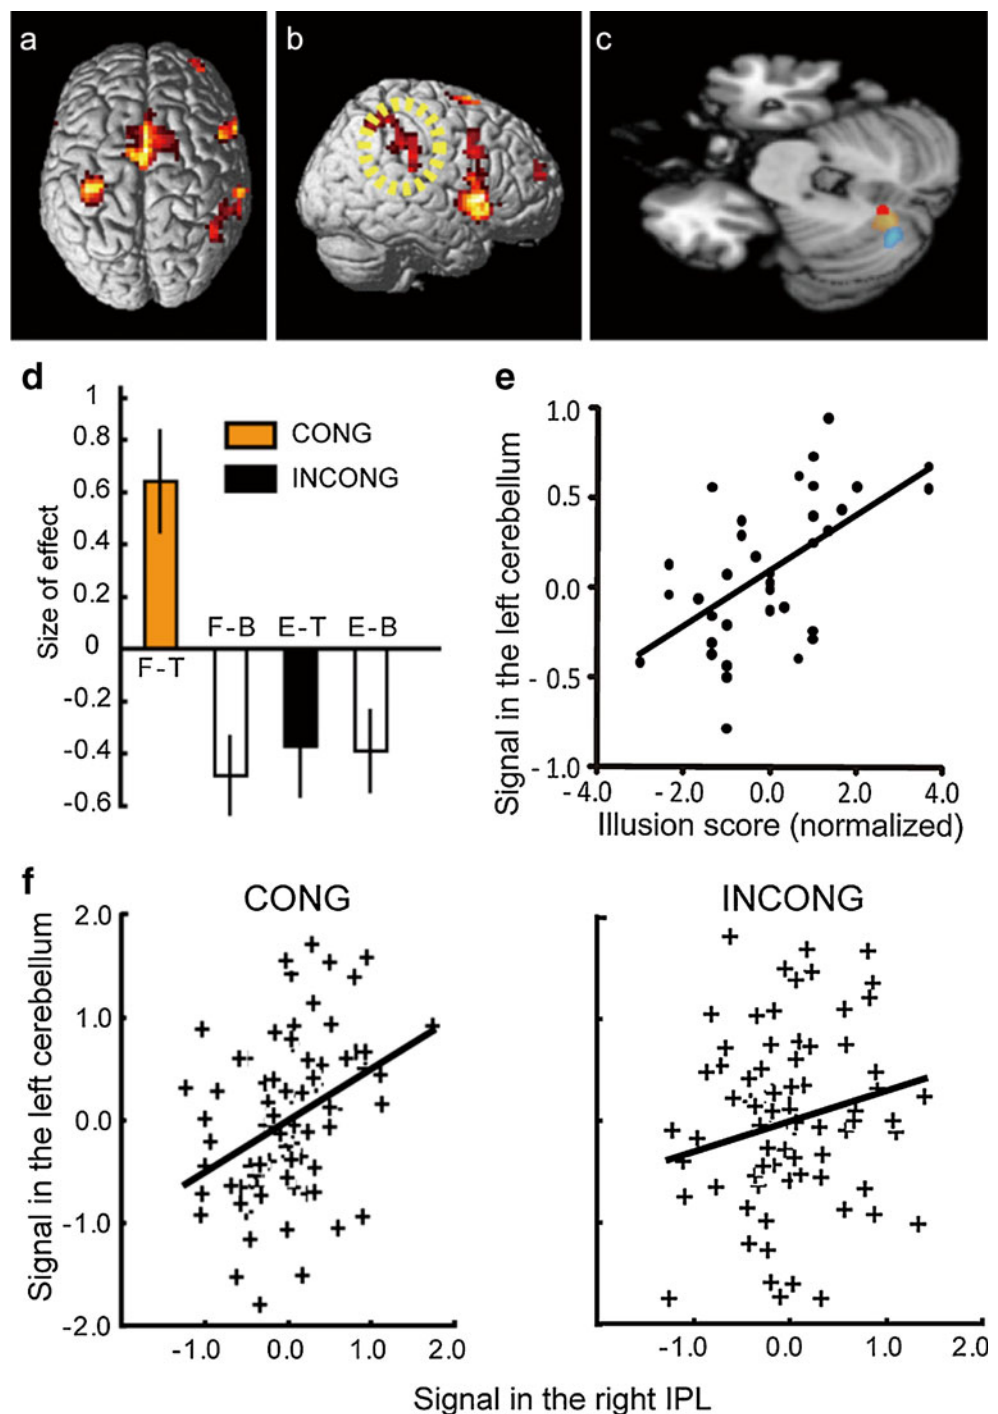 a
b
c
d
e
1
0.8
0.6
0.4
0.2
0
-0.2
-0.4
-0.6
Size of effect
CONG
INCONG
F-B E-T E-B
F-T
1.0
0.5
0.0
-0.5
-1.0
Signal in the left cerebellum
-4.0 -2.0 0.0 2.0 4.0
Illusion score (normalized)
f
CONG
INCONG
2.0
1.0
0.0
-1.0
-2.0
Signal in the left cerebellum
-1.0 0.0 1.0 2.0
-1.0 0.0 1.0 2.0
Signal in the right IPL